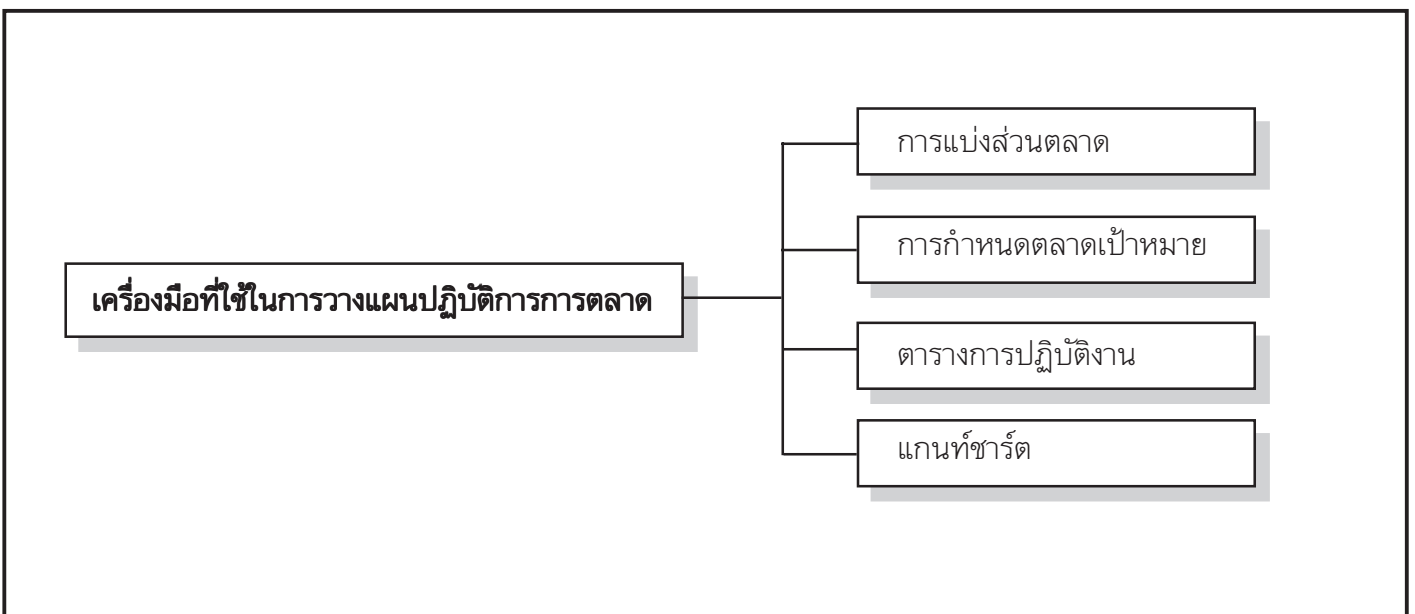 การแบ่งส่วนตลาด
การกำหนดตลาดเป้าหมาย
เครื่องมือที่ใช้ในการวางแผนปฏิบัติการการตลาด
ตารางการปฏิบัติงาน
แกนท์ชาร์ต